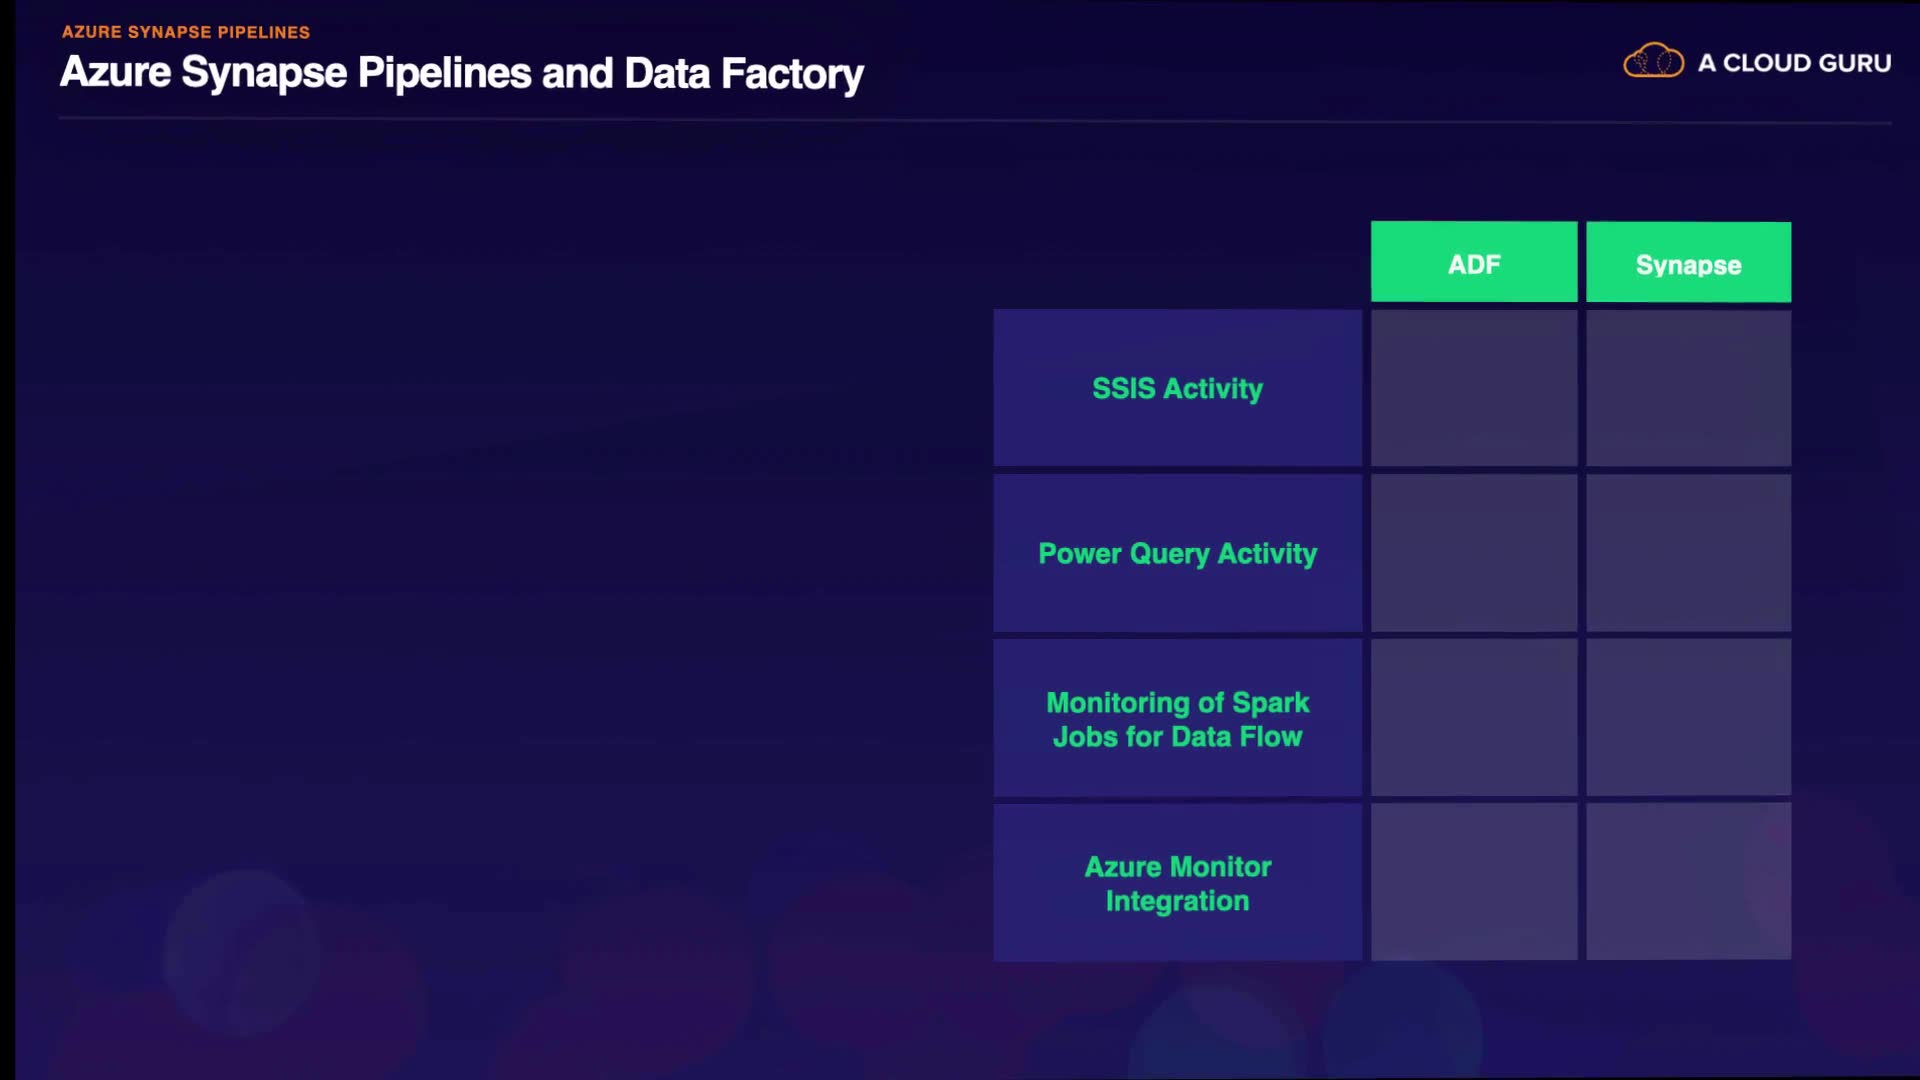 AZURE SYNAPSE PIPELINES
Azure Synapse Pipelines and Data Factory
A CLOUD GURU
ADF
Synapse
SSIS Activity
Power Query Activity
Monitoring of Spark
Jobs for Data Flow
Azure Monitor
Integration